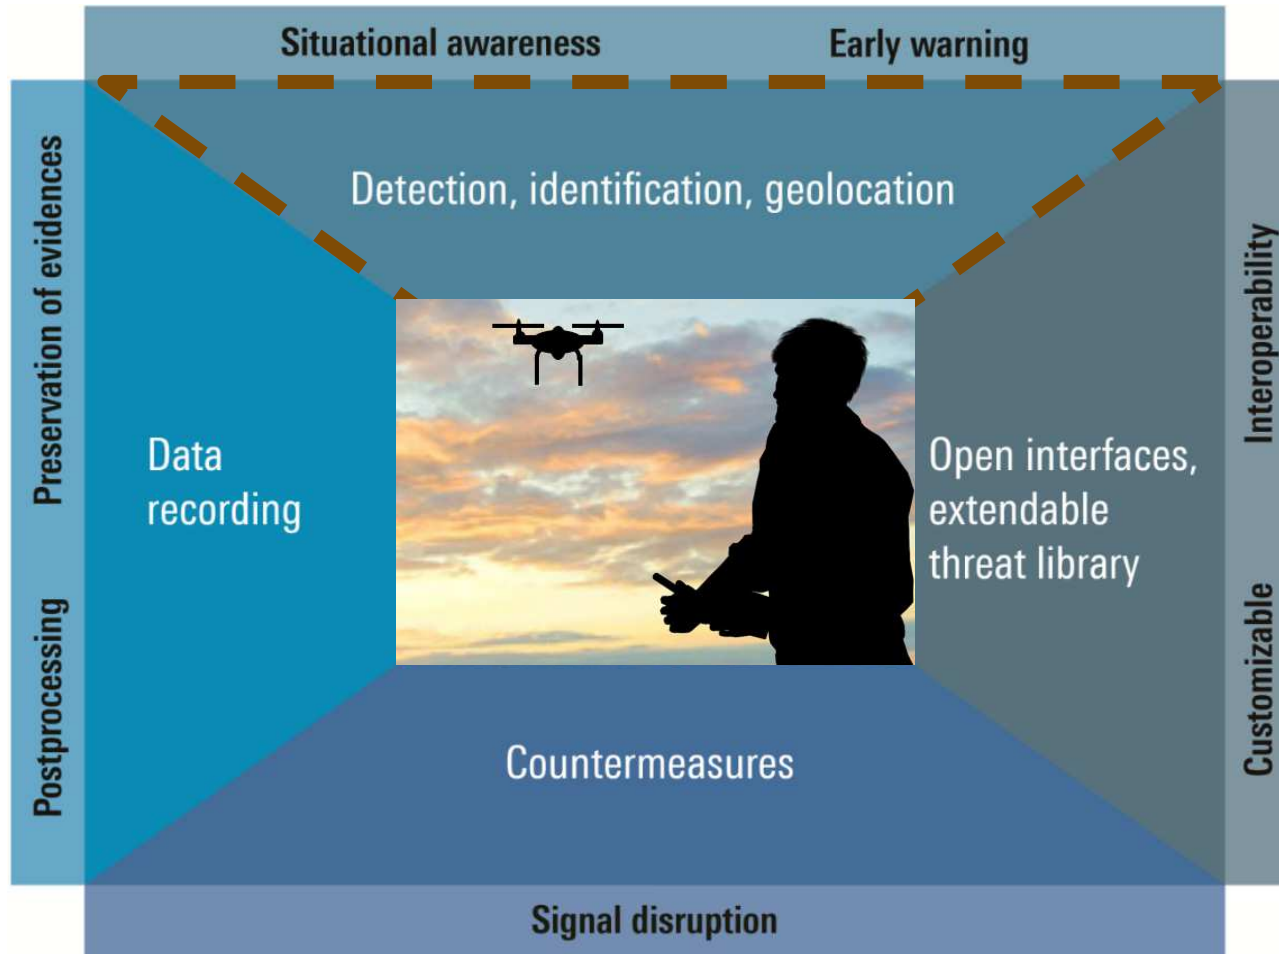 Situational awareness
Early warning
Detection, identification, geolocation
Preservation of evidences
Postprocessing
Data
recording
Open interfaces,
extendable
threat library
Interoperability
Customizable
Countermeasures
Signal disruption